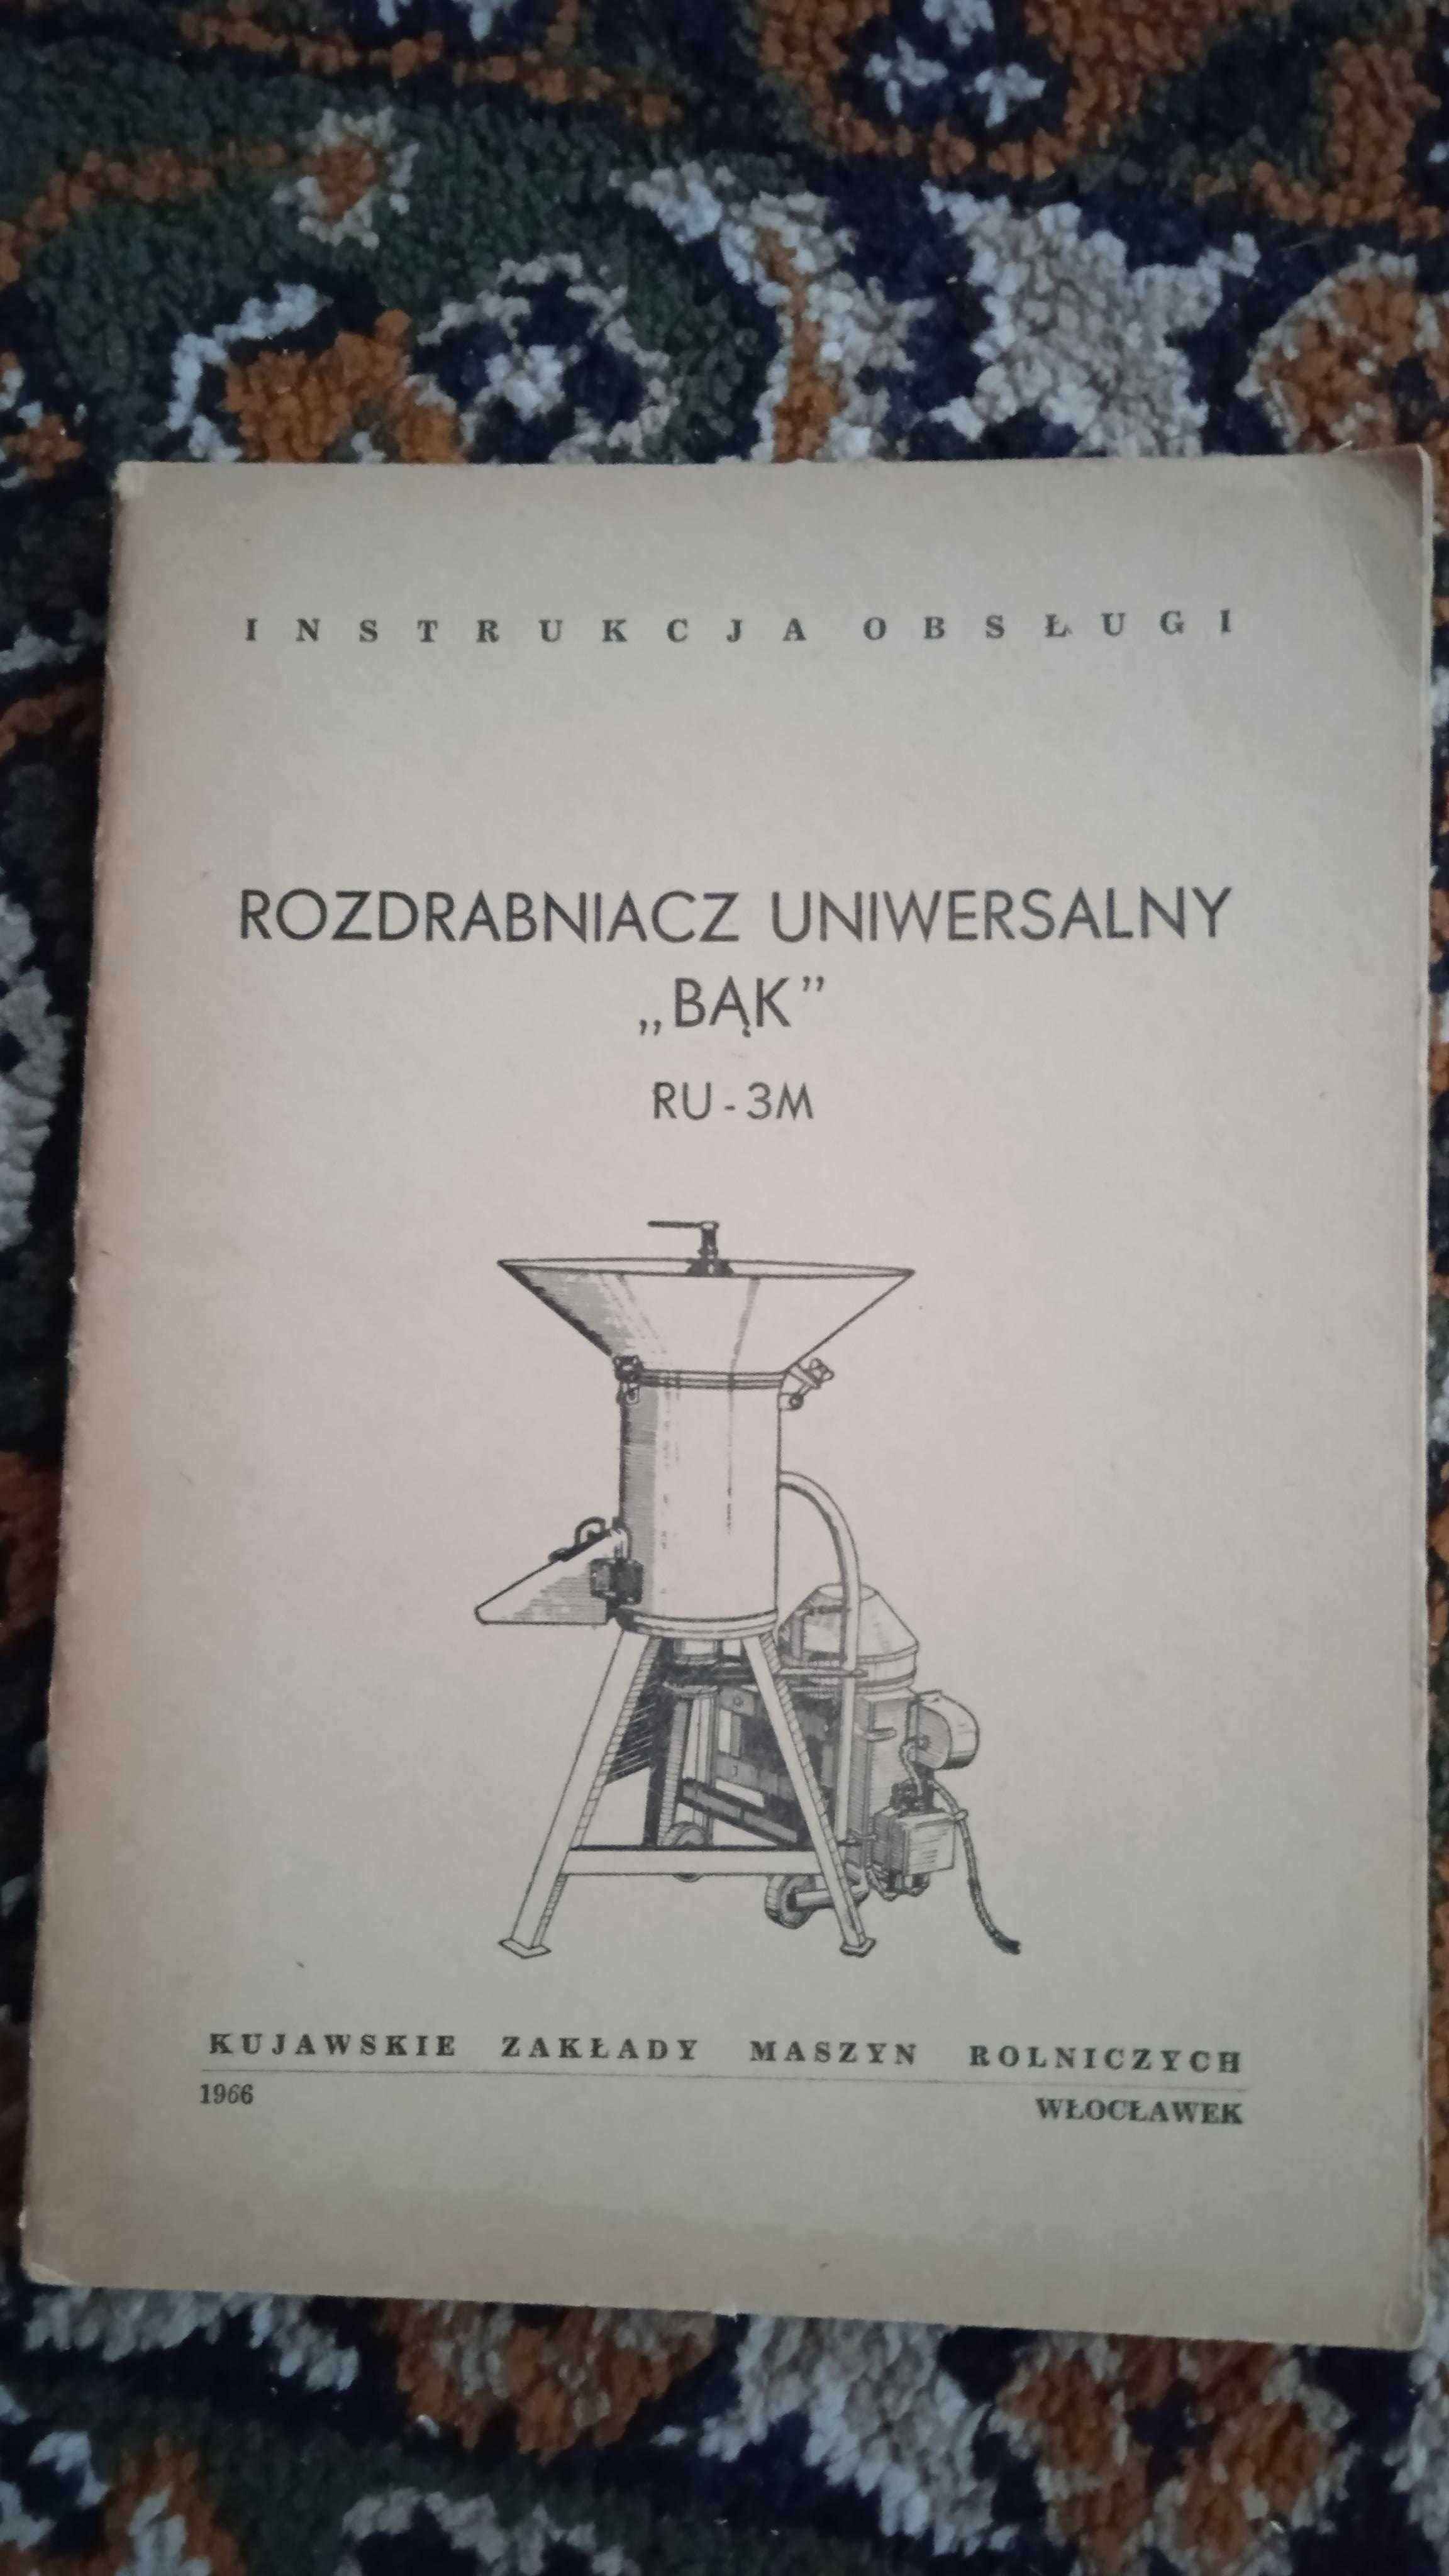 INSTRUKCJA OBSŁUGI
ROZDRABNIACZ UNIWERSALNY
„BĄK”
RU-3M
KUJAWSKIE ZAKŁADY MASZYN ROLNICZYCH
1966 WŁOCŁAWEK